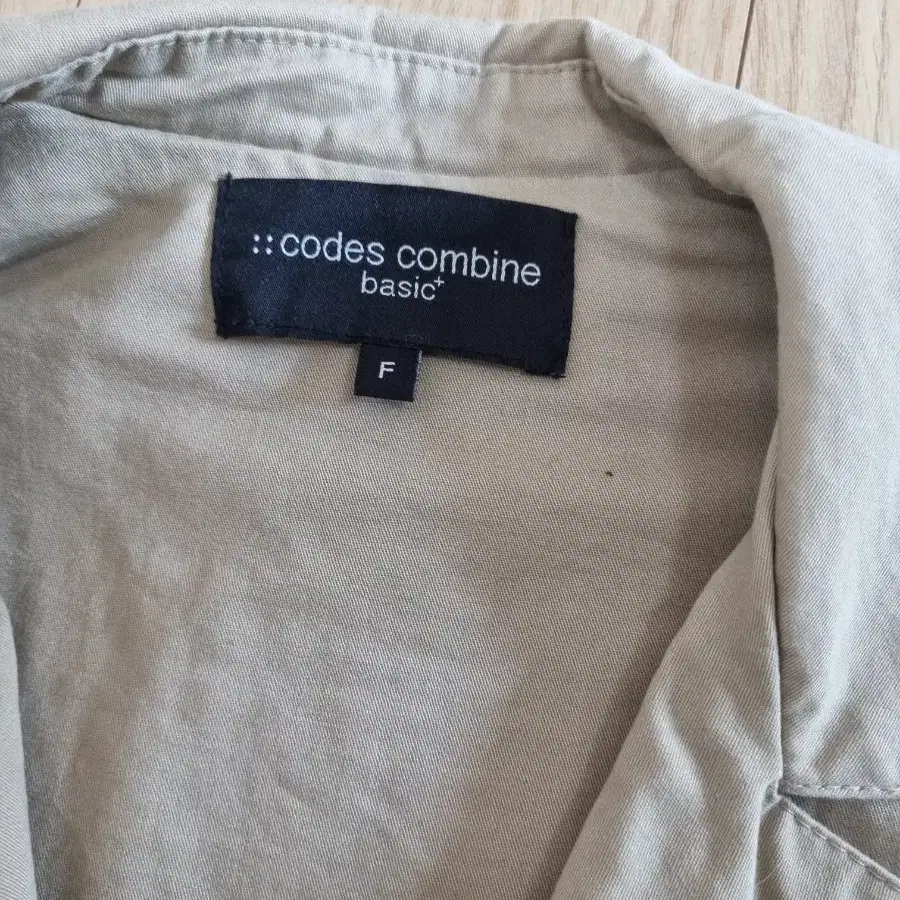 ::codes combine
basic+
F